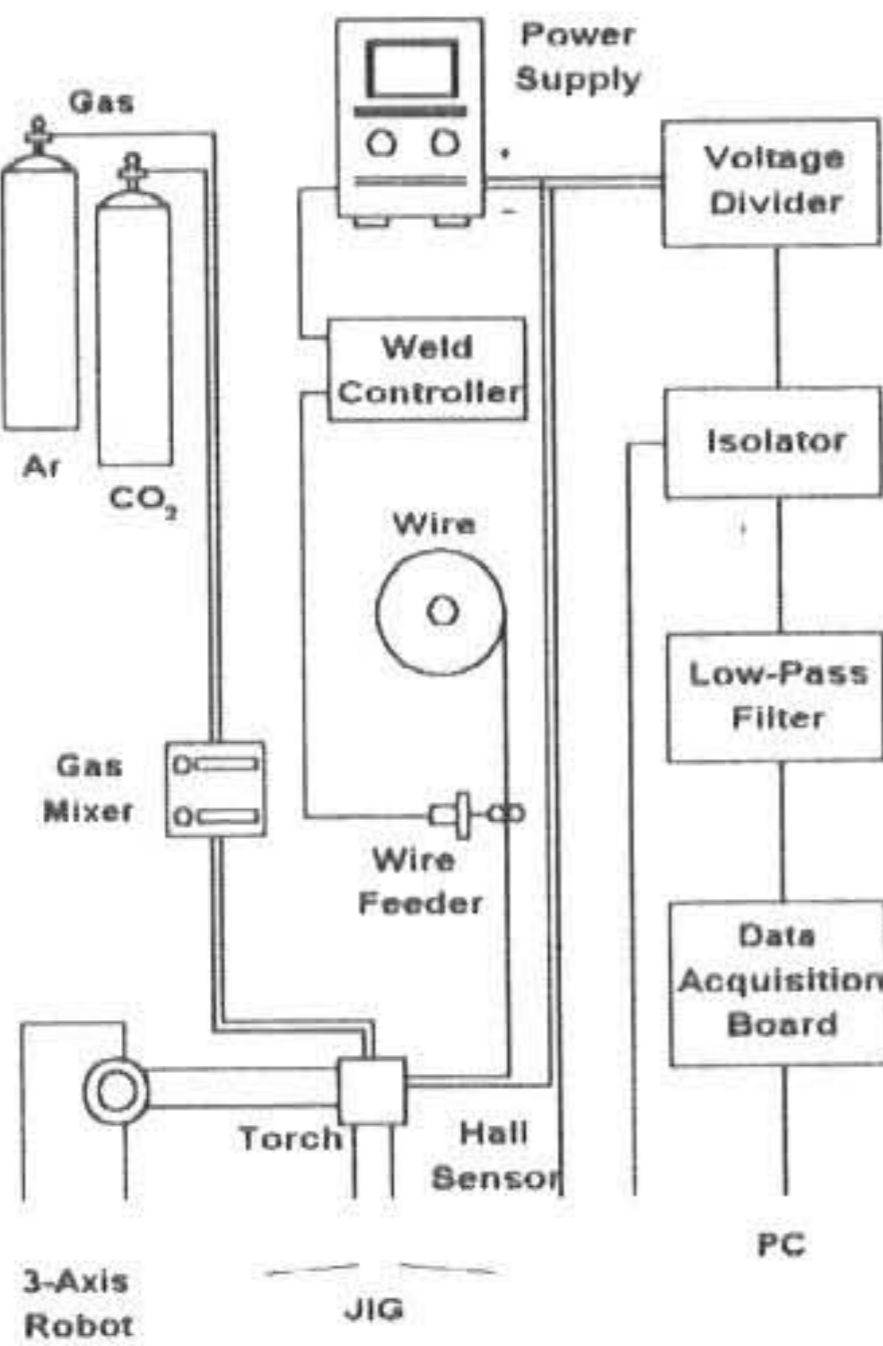 Power
Supply
Gas
+
−
Voltage
Divider
Weld
Controller
Isolator
Ar
CO₂
Wire
Low-Pass
Filter
Gas
Mixer
Wire
Feeder
Data
Acquisition
Board
Torch
Hall
Sensor
PC
3-Axis
Robot
JIG